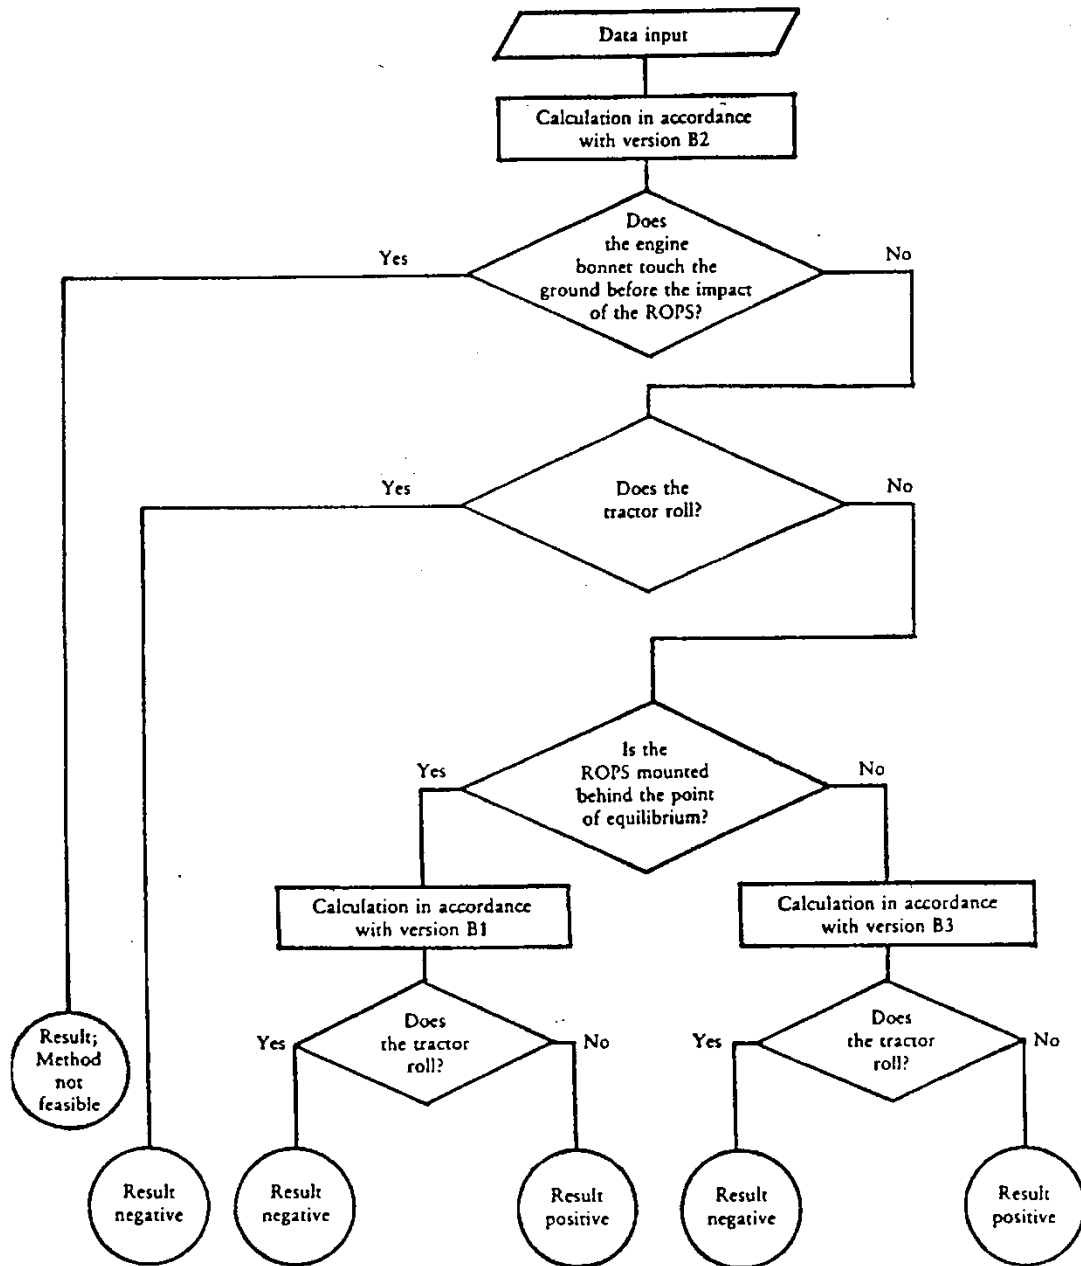 Data input
Calculation in accordance
with version B2
Does
the engine
bonnet touch the
ground before the impact
of the ROPS?
Yes
No
Does the
tractor roll?
Yes
No
Is the
ROPS mounted
behind the point
of equilibrium?
Yes
No
Calculation in accordance
with version B1
Calculation in accordance
with version B3
Does
the tractor
roll?
Yes
No
Does
the tractor
roll?
Yes
No
Result;
Method
not
feasible
Result
negative
Result
negative
Result
positive
Result
negative
Result
positive